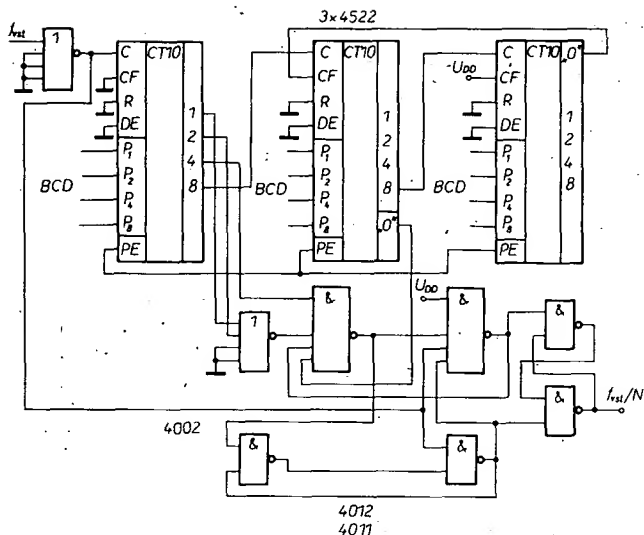 3×4522
f_vst
1
C CT10
CF
R
DE
P1
P2
P4
P8
PE
1
2
4
8
BCD
C CT10
CF
R
DE
P1
P2
P4
P8
PE
1
2
4
8
„0"
BCD
C CT10 „0"
-U_DD
CF
R
DE
P1
P2
P4
P8
PE
1
2
4
8
BCD
1
&
U_DD
&
&
&
f_vst/N
4002
&
&
4012
4011